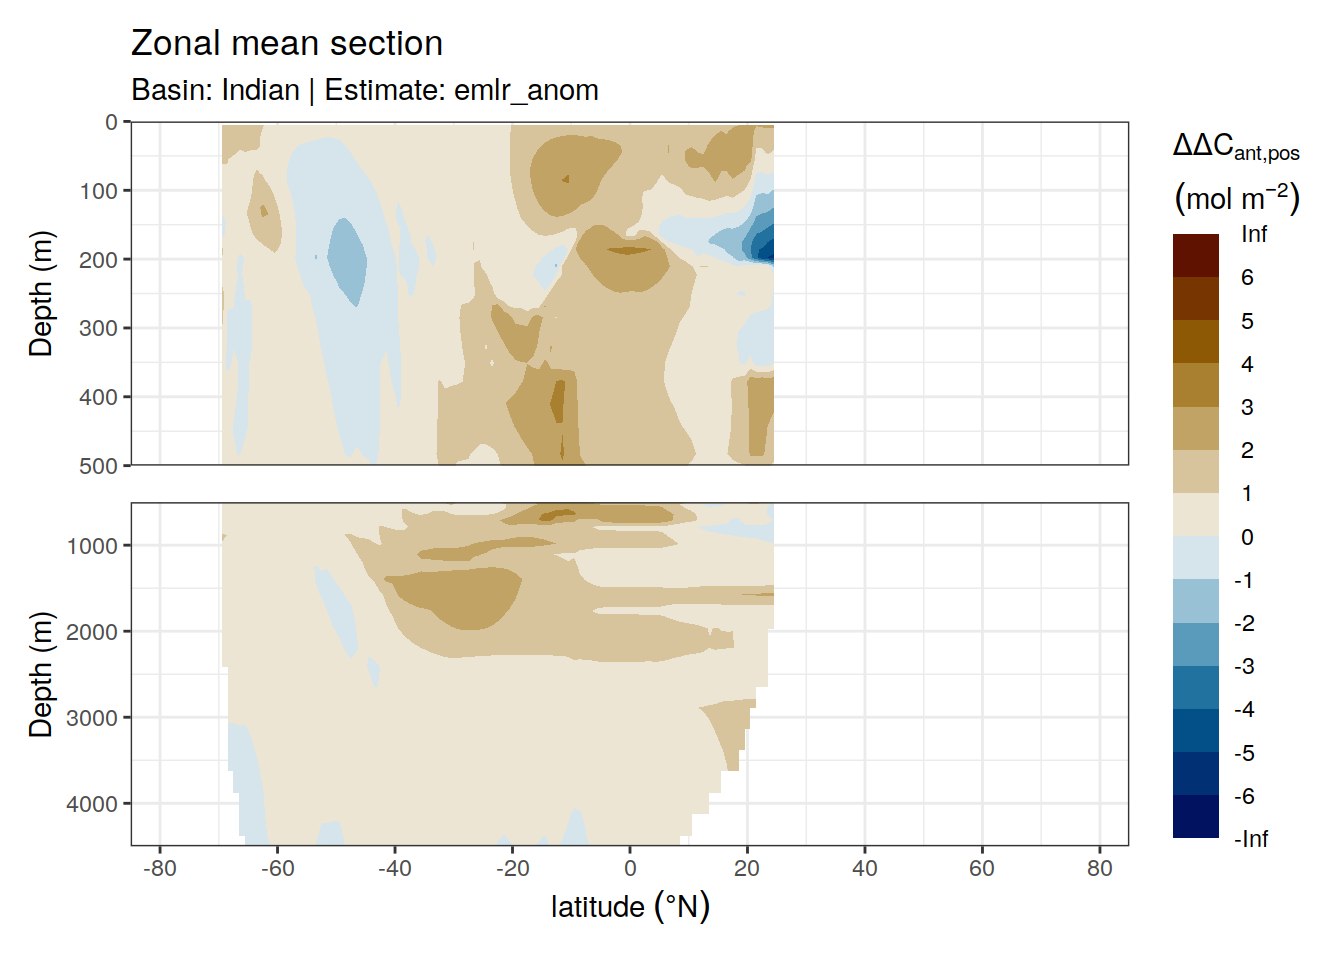 Zonal mean section
Basin: Indian | Estimate: emlr_anom
0
100
200
300
400
500
Depth (m)
1000
2000
3000
4000
Depth (m)
-80 -60 -40 -20 0 20 40 60 80
latitude (°N)
ΔΔCant,pos
(mol m⁻²)
Inf
6
5
4
3
2
1
0
-1
-2
-3
-4
-5
-6
-Inf